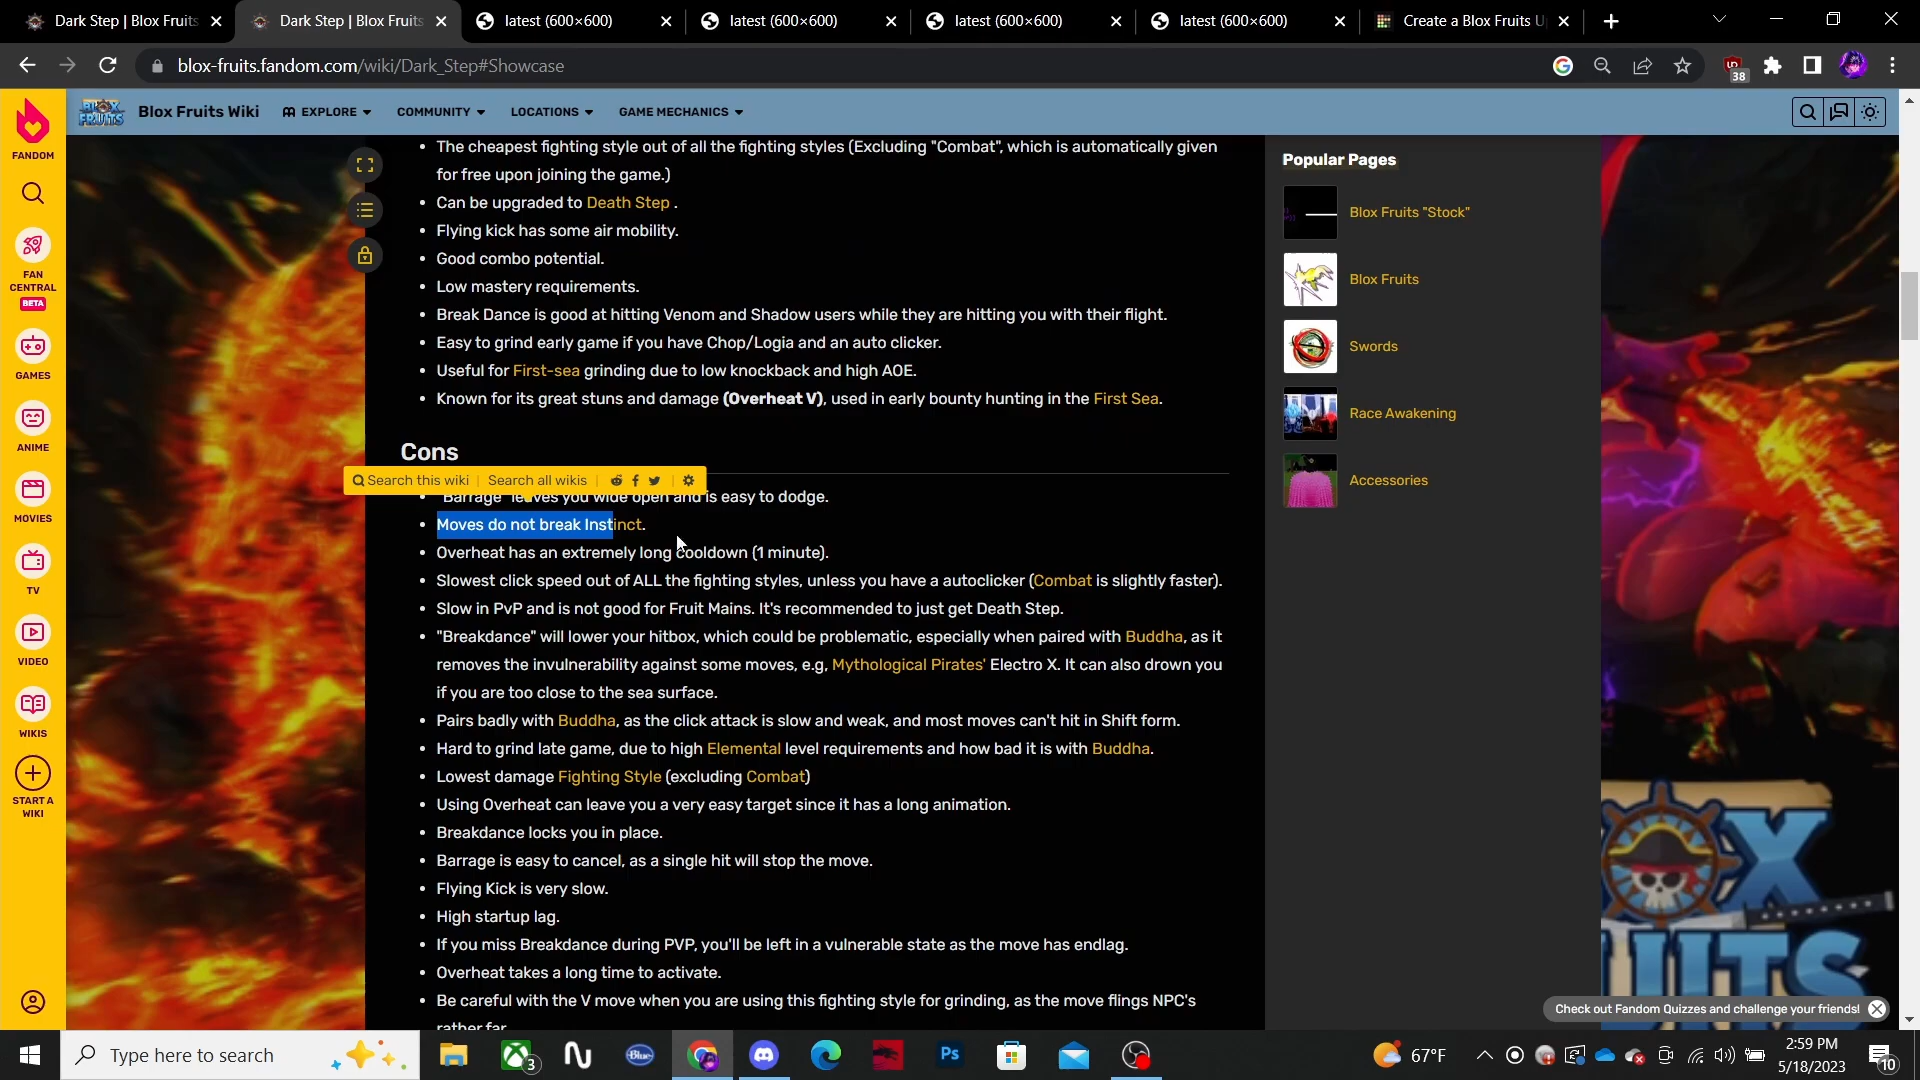 Dark Step | Blox Fruits
Dark Step | Blox Fruits
latest (600×600)
latest (600×600)
latest (600×600)
latest (600×600)
Create a Blox Fruits U
blox-fruits.fandom.com/wiki/Dark_Step#Showcase
38
FANDOM
FAN
CENTRAL
BETA
GAMES
ANIME
MOVIES
TV
VIDEO
WIKIS
START A
WIKI
BLOX
FRUITS
Blox Fruits Wiki
EXPLORE
COMMUNITY
LOCATIONS
GAME MECHANICS
• The cheapest fighting style out of all the fighting styles (Excluding "Combat", which is automatically given
for free upon joining the game.)
• Can be upgraded to Death Step .
• Flying kick has some air mobility.
• Good combo potential.
• Low mastery requirements.
• Break Dance is good at hitting Venom and Shadow users while they are hitting you with their flight.
• Easy to grind early game if you have Chop/Logia and an auto clicker.
• Useful for First-sea grinding due to low knockback and high AOE.
• Known for its great stuns and damage (Overheat V), used in early bounty hunting in the First Sea.
Cons
Search this wiki
Search all wikis
• "Barrage" leaves you wide open and is easy to dodge.
• Moves do not break Instinct.
• Overheat has an extremely long cooldown (1 minute).
• Slowest click speed out of ALL the fighting styles, unless you have a autoclicker (Combat is slightly faster).
• Slow in PvP and is not good for Fruit Mains. It's recommended to just get Death Step.
• "Breakdance" will lower your hitbox, which could be problematic, especially when paired with Buddha, as it
removes the invulnerability against some moves, e.g, Mythological Pirates' Electro X. It can also drown you
if you are too close to the sea surface.
• Pairs badly with Buddha, as the click attack is slow and weak, and most moves can't hit in Shift form.
• Hard to grind late game, due to high Elemental level requirements and how bad it is with Buddha.
• Lowest damage Fighting Style (excluding Combat)
• Using Overheat can leave you a very easy target since it has a long animation.
• Breakdance locks you in place.
• Barrage is easy to cancel, as a single hit will stop the move.
• Flying Kick is very slow.
• High startup lag.
• If you miss Breakdance during PVP, you'll be left in a vulnerable state as the move has endlag.
• Overheat takes a long time to activate.
• Be careful with the V move when you are using this fighting style for grinding, as the move flings NPC's
rather far
Popular Pages
Blox Fruits "Stock"
Blox Fruits
Swords
Race Awakening
Accessories
X
UITS
Check out Fandom Quizzes and challenge your friends!
Type here to search
3
Blue
Ps
67°F
2:59 PM
5/18/2023
10